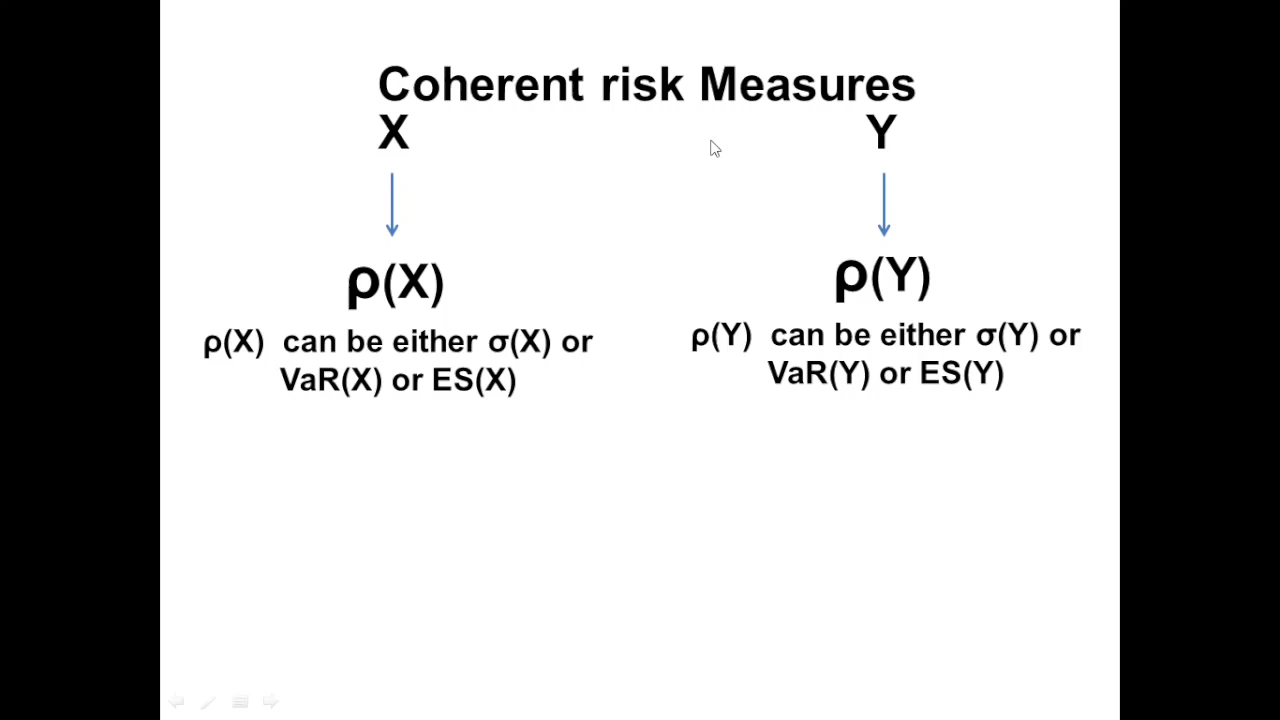 Coherent risk Measures
X
Y
ρ(X)
ρ(Y)
ρ(X) can be either σ(X) or
VaR(X) or ES(X)
ρ(Y) can be either σ(Y) or
VaR(Y) or ES(Y)